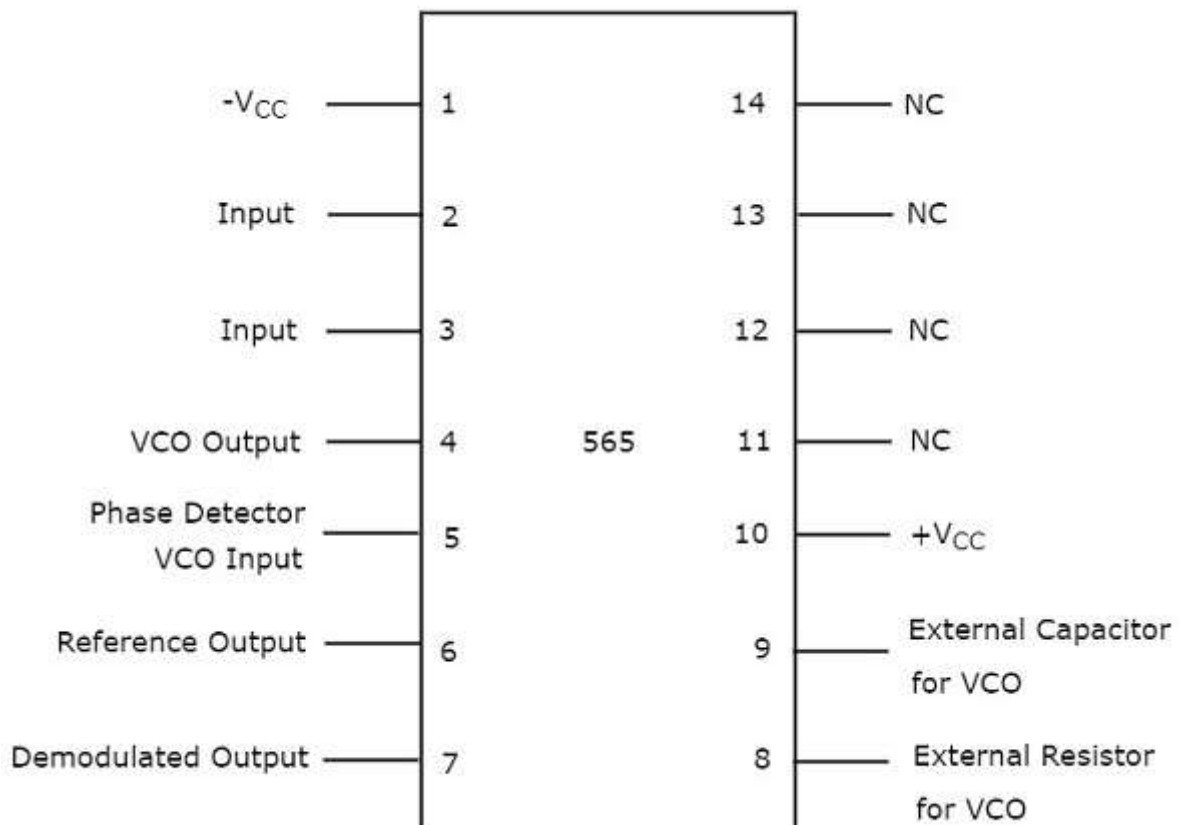 -VCC 1 14 NC
Input 2 13 NC
Input 3 12 NC
VCO Output 4 565 11 NC
Phase Detector
VCO Input 5 10 +VCC
Reference Output 6 9 External Capacitor
for VCO
Demodulated Output 7 8 External Resistor
for VCO